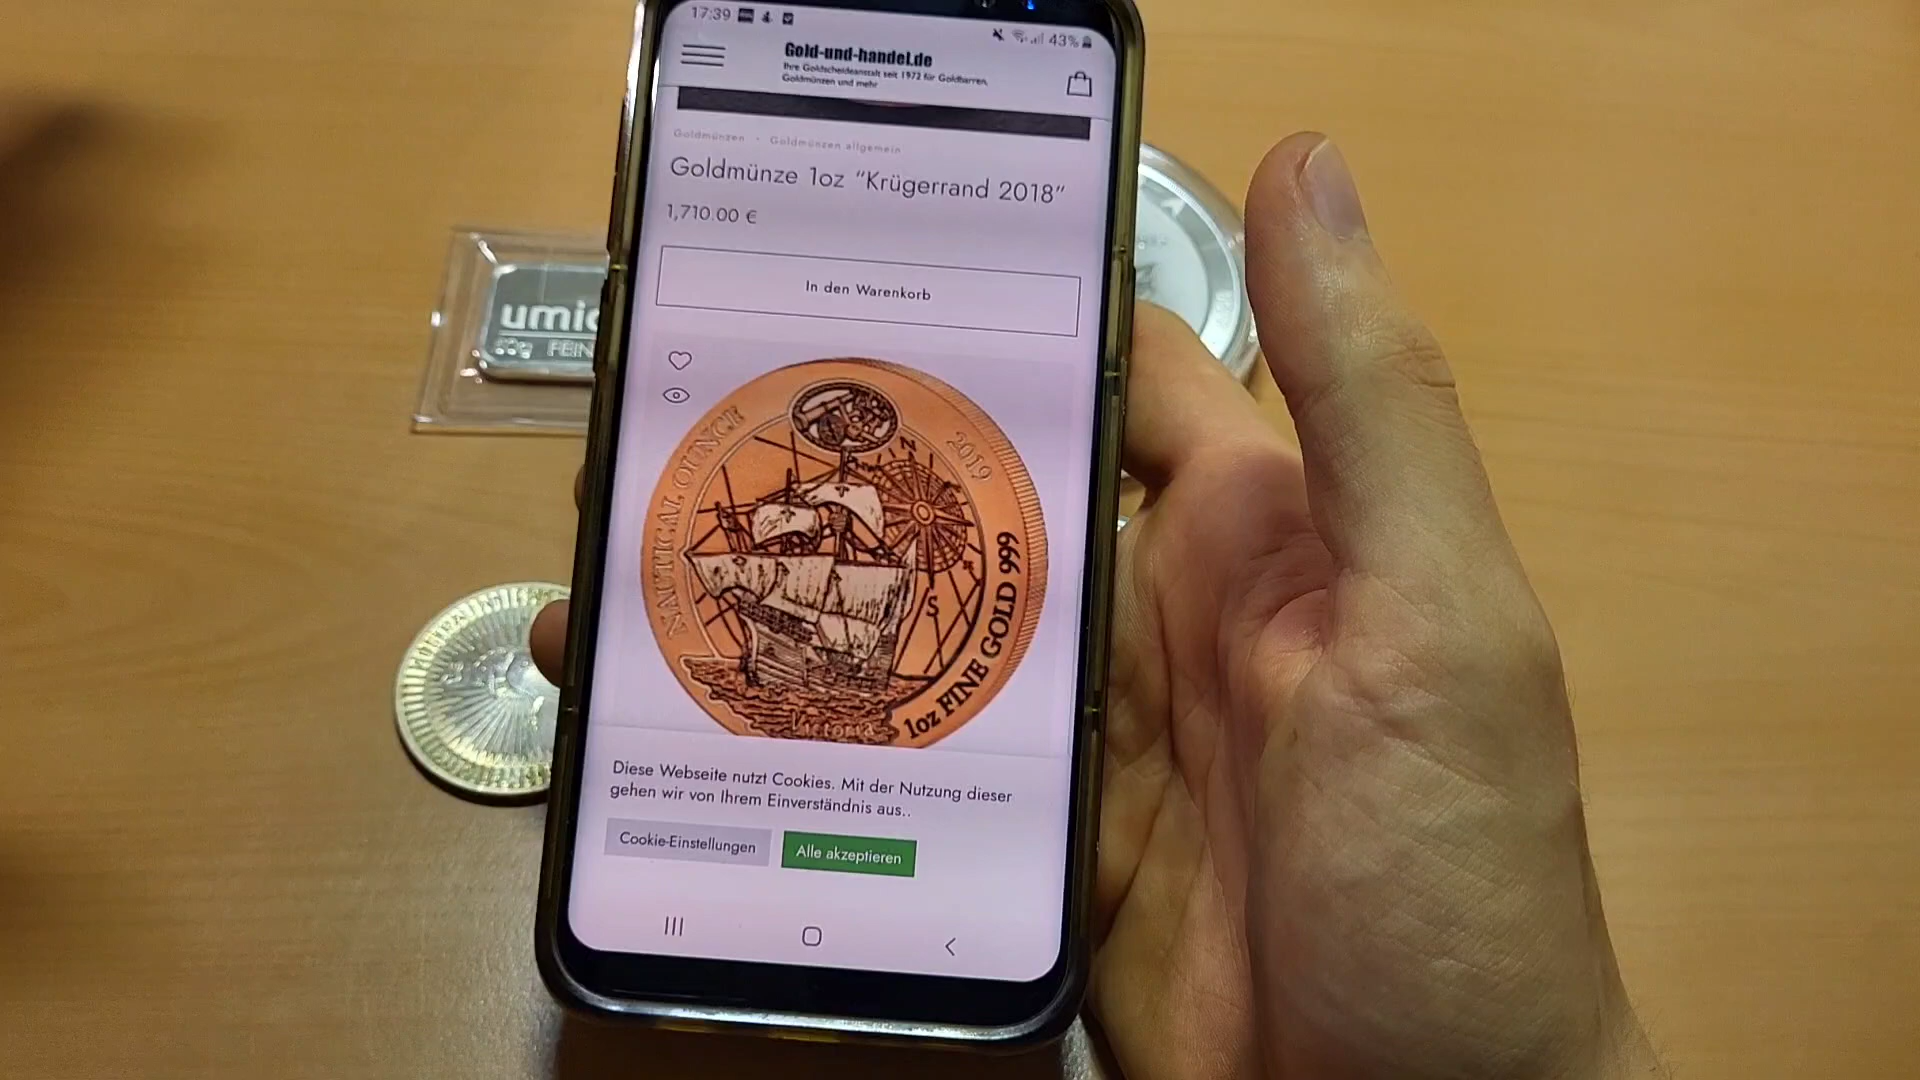 17:39
43%
Gold-und-handel.de
Ihre Goldscheideanstalt seit 1972 für Goldbarren,
Goldmünzen und mehr
Goldmünzen - Goldmünzen allgemein
Goldmünze 1oz "Krügerrand 2018"
1,710.00 €
In den Warenkorb
NAUTICAL OUNCE
2019
N
S
1oz FINE GOLD 999
Victoria
Diese Webseite nutzt Cookies. Mit der Nutzung dieser
gehen wir von Ihrem Einverständnis aus..
Cookie-Einstellungen
Alle akzeptieren
umic
FEIN